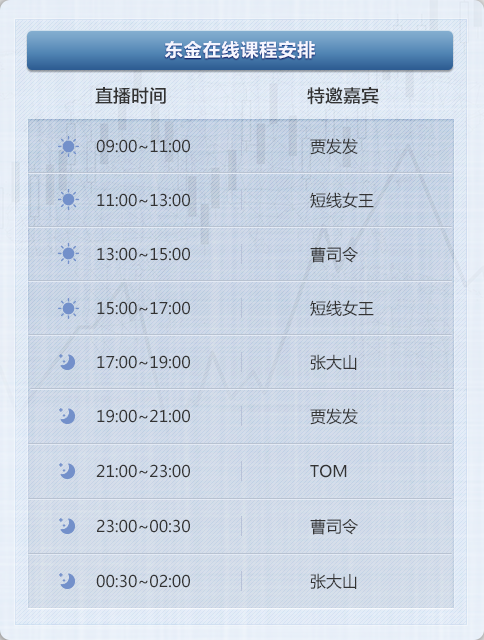 东金在线课程安排
直播时间 特邀嘉宾
09:00~11:00 贾发发
11:00~13:00 短线女王
13:00~15:00 曹司令
15:00~17:00 短线女王
17:00~19:00 张大山
19:00~21:00 贾发发
21:00~23:00 TOM
23:00~00:30 曹司令
00:30~02:00 张大山